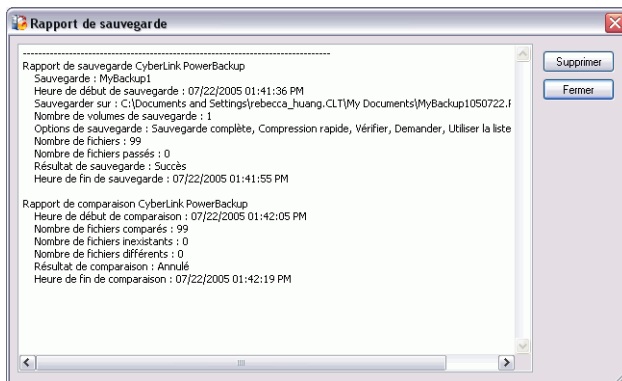 Rapport de sauvegarde
--------------------------------------------------------------------------------
Rapport de sauvegarde CyberLink PowerBackup
Sauvegarde : MyBackup1
Heure de début de sauvegarde : 07/22/2005 01:41:36 PM
Sauvegarder sur : C:\Documents and Settings\rebecca_huang.CLT\My Documents\MyBackup1050722.
Nombre de volumes de sauvegarde : 1
Options de sauvegarde : Sauvegarde complète, Compression rapide, Vérifier, Demander, Utiliser la liste
Nombre de fichiers : 99
Nombre de fichiers passés : 0
Résultat de sauvegarde : Succès
Heure de fin de sauvegarde : 07/22/2005 01:41:55 PM
Rapport de comparaison CyberLink PowerBackup
Heure de début de comparaison : 07/22/2005 01:42:05 PM
Nombre de fichiers comparés : 99
Nombre de fichiers inexistants : 0
Nombre de fichiers différents : 0
Résultat de comparaison : Annulé
Heure de fin de comparaison : 07/22/2005 01:42:19 PM
Supprimer
Fermer